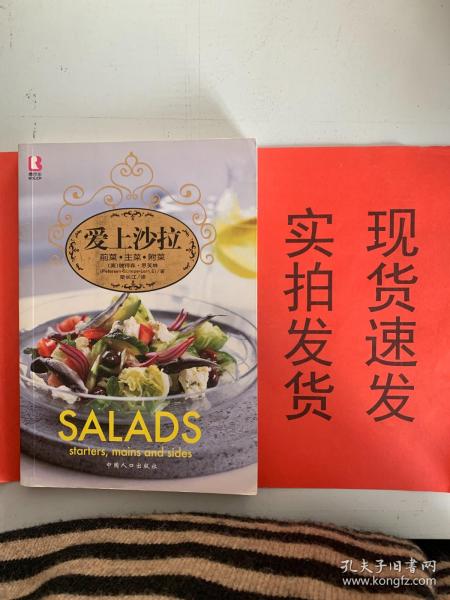 爱上沙拉
前菜·主菜·附菜
SALADS
starters, mains and sides
中国人口出版社
现货速发
实拍发货
孔夫子旧书网
www.kongfz.com